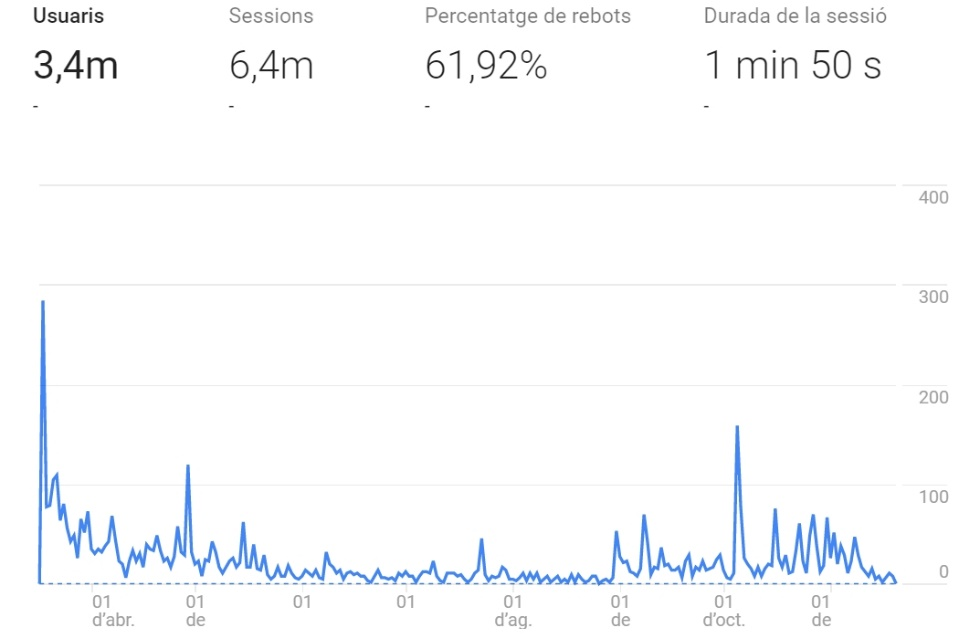 Usuaris Sessions Percentatge de rebots Durada de la sessió
3,4m 6,4m 61,92% 1 min 50 s
400
300
200
100
0
01 01 01 01 01 01 01 01
d’abr. de d’ag. de d’oct. de